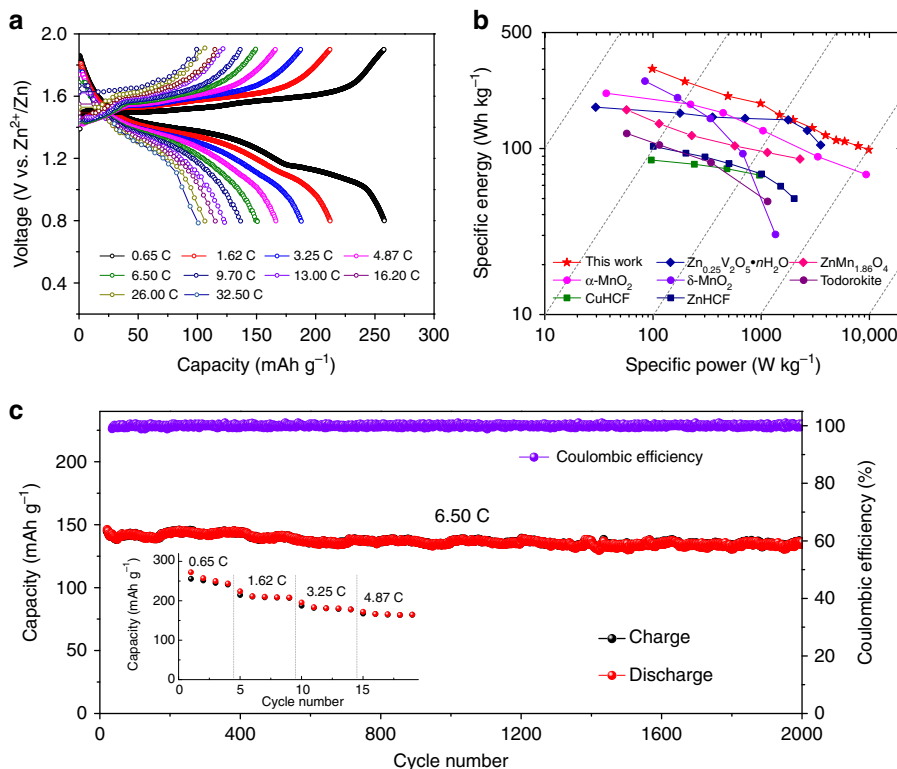 a
2.0
1.6
1.2
0.8
0.4
Voltage (V vs. Zn²⁺/Zn)
0.65 C 1.62 C 3.25 C 4.87 C
6.50 C 9.70 C 13.00 C 16.20 C
26.00 C 32.50 C
0 50 100 150 200 250 300
Capacity (mAh g⁻¹)
b
500
100
10
Specific energy (Wh kg⁻¹)
This work Zn₀.₂₅V₂O₅•nH₂O ZnMn₁.₈₆O₄
α-MnO₂ δ-MnO₂ Todorokite
CuHCF ZnHCF
10 100 1000 10,000
Specific power (W kg⁻¹)
c
225
200
150
100
75
50
25
0
Capacity (mAh g⁻¹)
Coulombic efficiency
6.50 C
Charge
Discharge
100
80
60
40
20
0
Coulombic efficiency (%)
300
150
0
Capacity (mAh g⁻¹)
0.65 C
1.62 C
3.25 C
4.87 C
0 5 10 15
Cycle number
0 400 800 1200 1600 2000
Cycle number